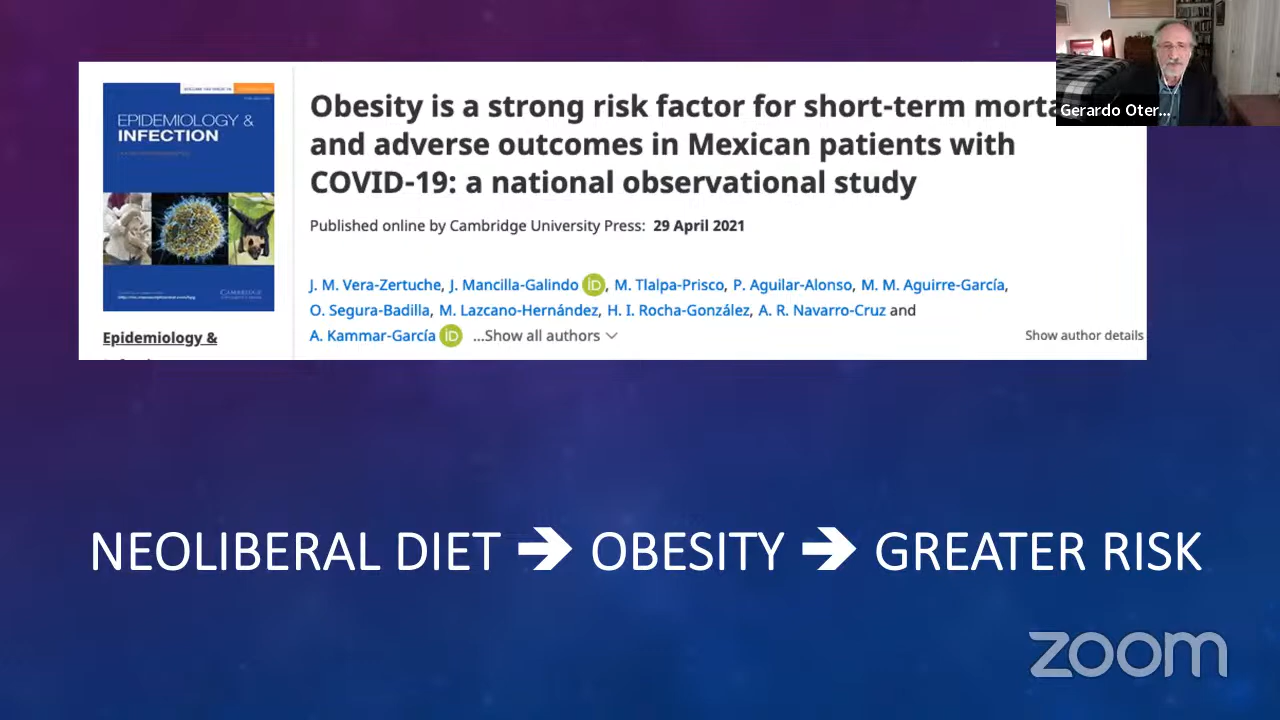 EPIDEMIOLOGY &
INFECTION
Epidemiology &
Obesity is a strong risk factor for short-term morta
and adverse outcomes in Mexican patients with
COVID-19: a national observational study
Published online by Cambridge University Press: 29 April 2021
J. M. Vera-Zertuche, J. Mancilla-Galindo iD, M. Tlalpa-Prisco, P. Aguilar-Alonso, M. M. Aguirre-García,
O. Segura-Badilla, M. Lazcano-Hernández, H. I. Rocha-González, A. R. Navarro-Cruz and
A. Kammar-García iD ...Show all authors
Show author details
Gerardo Oter...
NEOLIBERAL DIET ➔ OBESITY ➔ GREATER RISK
zoom